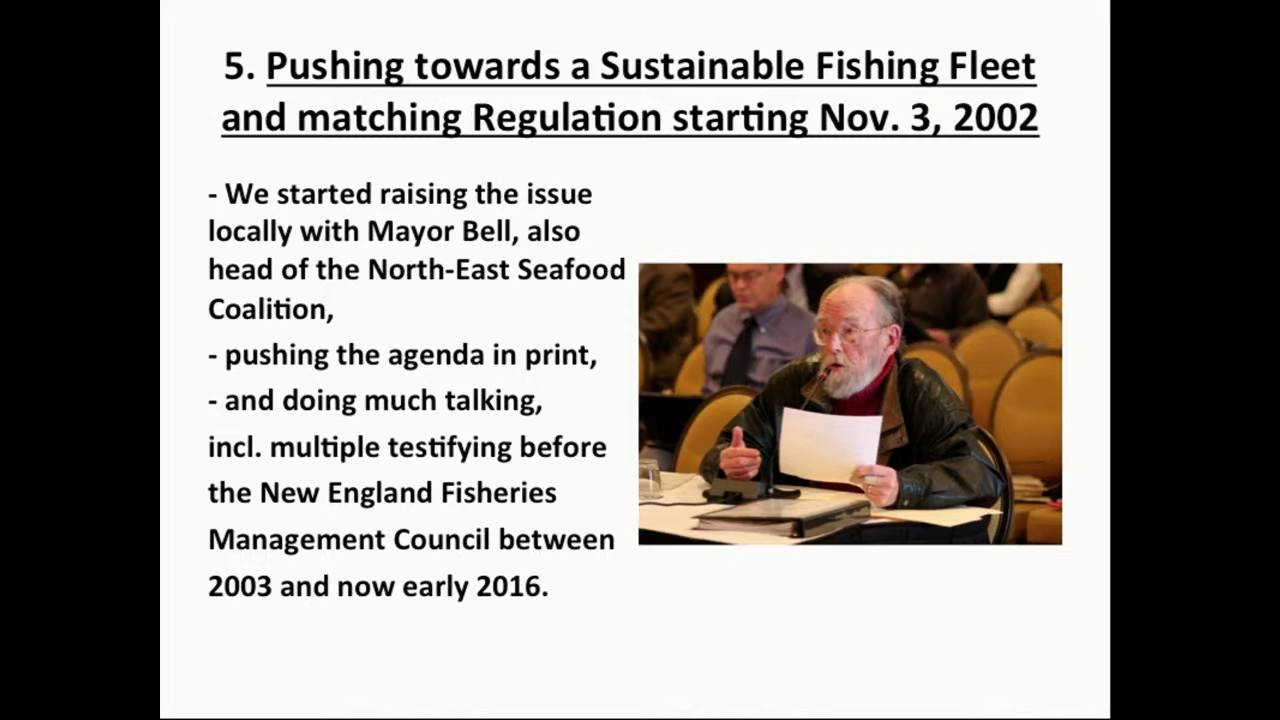 5. Pushing towards a Sustainable Fishing Fleet
and matching Regulation starting Nov. 3, 2002
- We started raising the issue
locally with Mayor Bell, also
head of the North-East Seafood
Coalition,
- pushing the agenda in print,
- and doing much talking,
incl. multiple testifying before
the New England Fisheries
Management Council between
2003 and now early 2016.